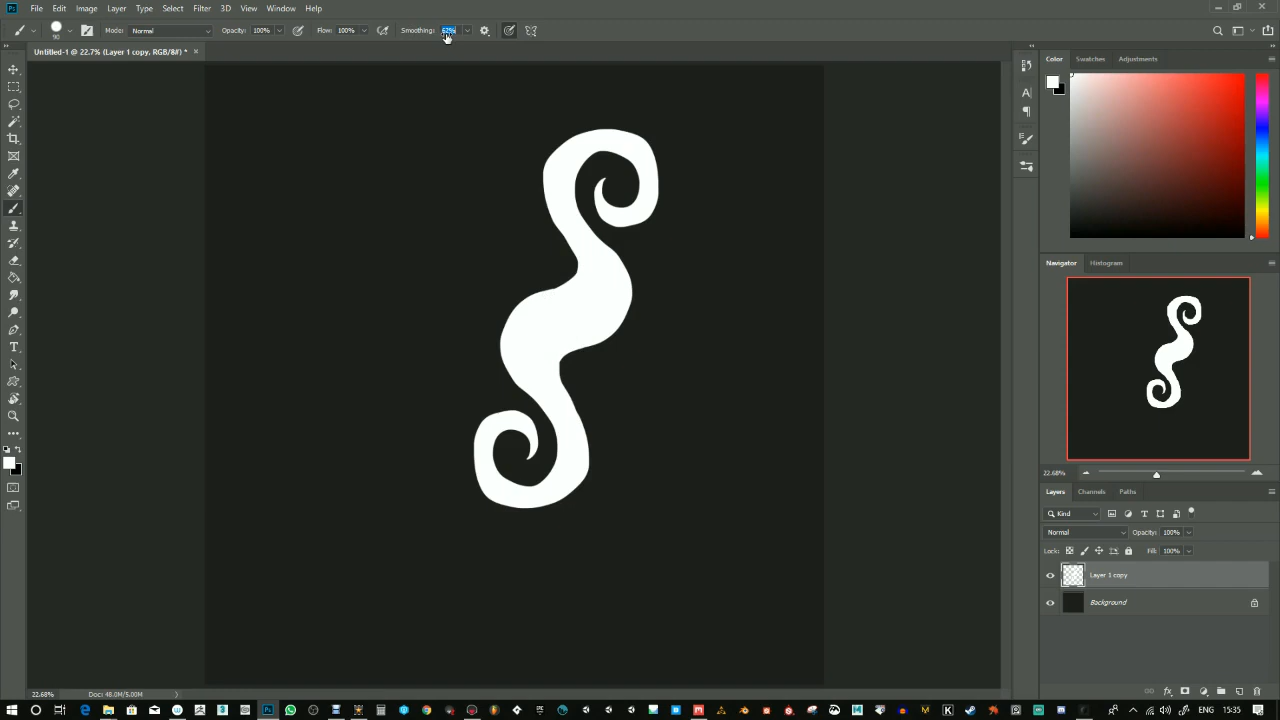 Ps File Edit Image Layer Type Select Filter 3D View Window Help
90 Mode: Normal Opacity: 100% Flow: 100% Smoothing: 62%
Untitled-1 @ 22.7% (Layer 1 copy, RGB/8#) * ×
Color Swatches Adjustments
Navigator Histogram
22.68%
Layers Channels Paths
Kind
Normal Opacity: 100%
Lock: Fill: 100%
Layer 1 copy
Background
22.68% Doc: 48.0M/5.00M
ENG 15:35